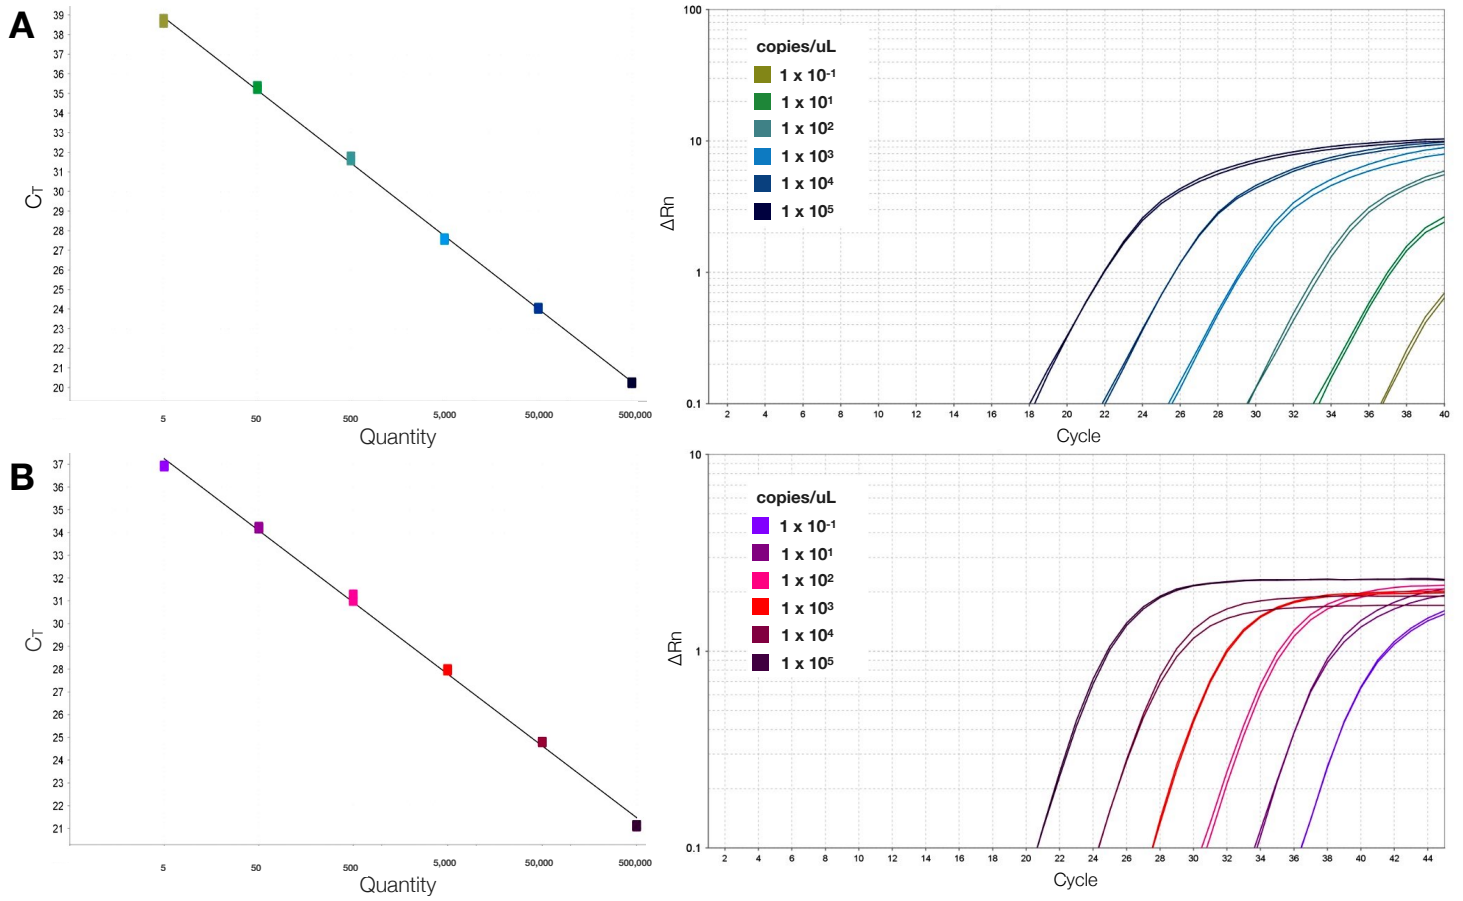 A
39
38
37
36
35
34
33
32
31
30
29
28
27
26
25
24
23
22
21
20
C_T
5
50
500
5,000
50,000
500,000
Quantity
100
10
1
0.1
ΔRn
copies/uL
1 x 10⁻¹
1 x 10¹
1 x 10²
1 x 10³
1 x 10⁴
1 x 10⁵
2 4 6 8 10 12 14 16 18 20 22 24 26 28 30 32 34 36 38 40
Cycle
B
37
36
35
34
33
32
31
30
29
28
27
26
25
24
23
22
21
C_T
5
50
500
5,000
50,000
500,000
Quantity
10
1
0.1
ΔRn
copies/uL
1 x 10⁻¹
1 x 10¹
1 x 10²
1 x 10³
1 x 10⁴
1 x 10⁵
2 4 6 8 10 12 14 16 18 20 22 24 26 28 30 32 34 36 38 40 42 44
Cycle